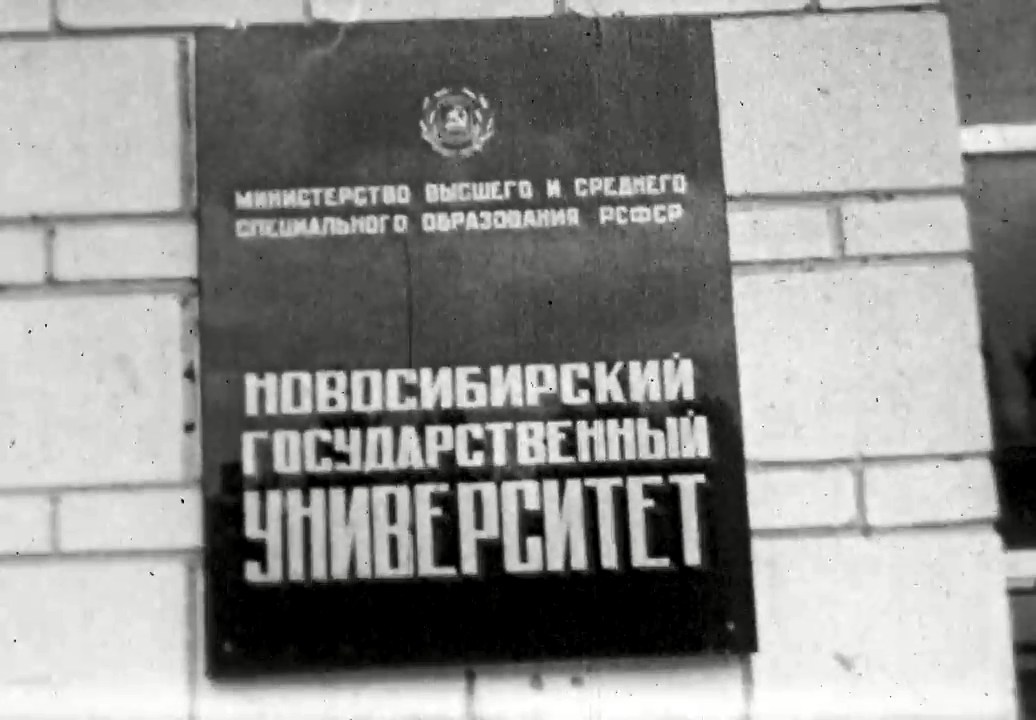 МИНИСТЕРСТВО ВЫСШЕГО И СРЕДНЕГО
СПЕЦИАЛЬНОГО ОБРАЗОВАНИЯ РСФСР
НОВОСИБИРСКИЙ
ГОСУДАРСТВЕННЫЙ
УНИВЕРСИТЕТ